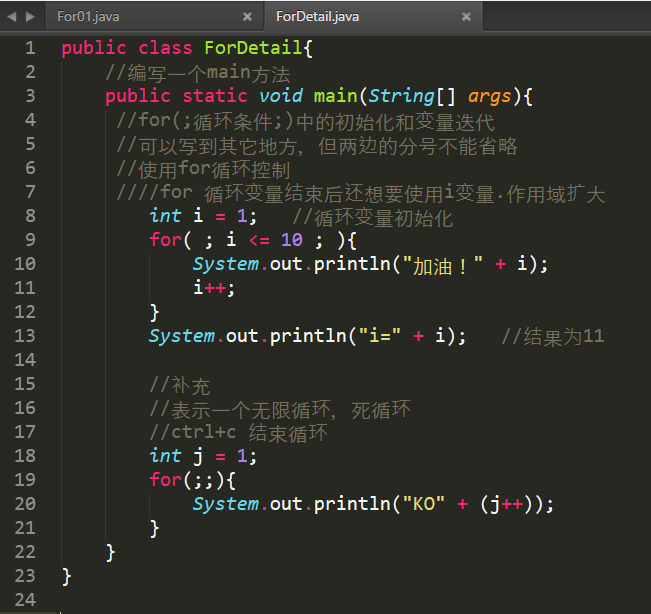 For01.java
ForDetail.java
1 public class ForDetail{
2 //编写一个main方法
3 public static void main(String[] args){
4 //for(;循环条件;)中的初始化和变量迭代
5 //可以写到其它地方，但两边的分号不能省略
6 //使用for循环控制
7 ////for 循环变量结束后还想要使用i变量.作用域扩大
8 int i = 1; //循环变量初始化
9 for( ; i <= 10 ; ){
10 System.out.println("加油！" + i);
11 i++;
12 }
13 System.out.println("i=" + i); //结果为11
14
15 //补充
16 //表示一个无限循环，死循环
17 //ctrl+c 结束循环
18 int j = 1;
19 for(;;){
20 System.out.println("KO" + (j++));
21 }
22 }
23 }
24